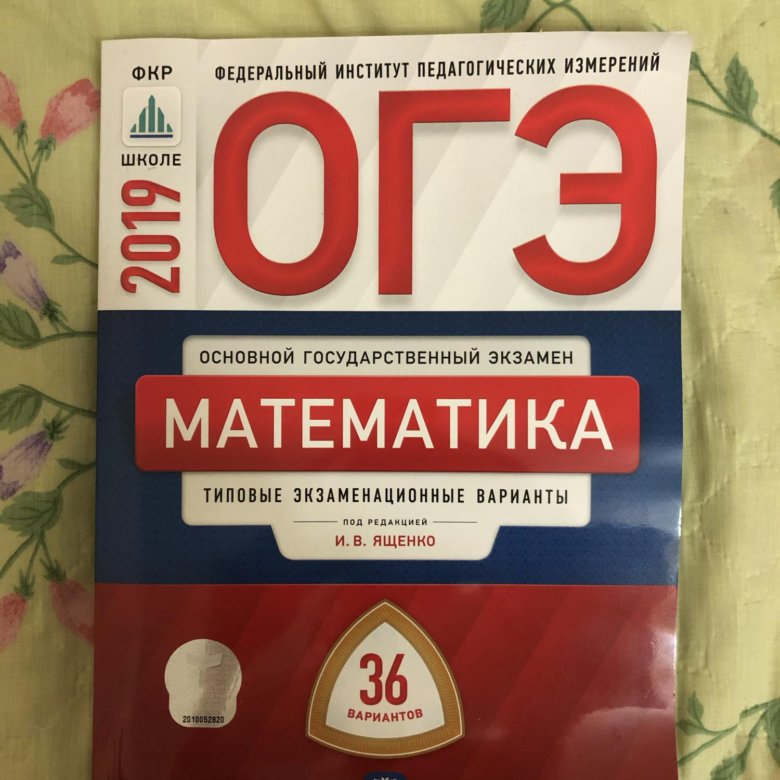 ФКР
ШКОЛЕ
2019
ФЕДЕРАЛЬНЫЙ ИНСТИТУТ ПЕДАГОГИЧЕСКИХ ИЗМЕРЕНИЙ
ОГЭ
ОСНОВНОЙ ГОСУДАРСТВЕННЫЙ ЭКЗАМЕН
МАТЕМАТИКА
ТИПОВЫЕ ЭКЗАМЕНАЦИОННЫЕ ВАРИАНТЫ
ПОД РЕДАКЦИЕЙ
И. В. ЯЩЕНКО
36
ВАРИАНТОВ
2010052820